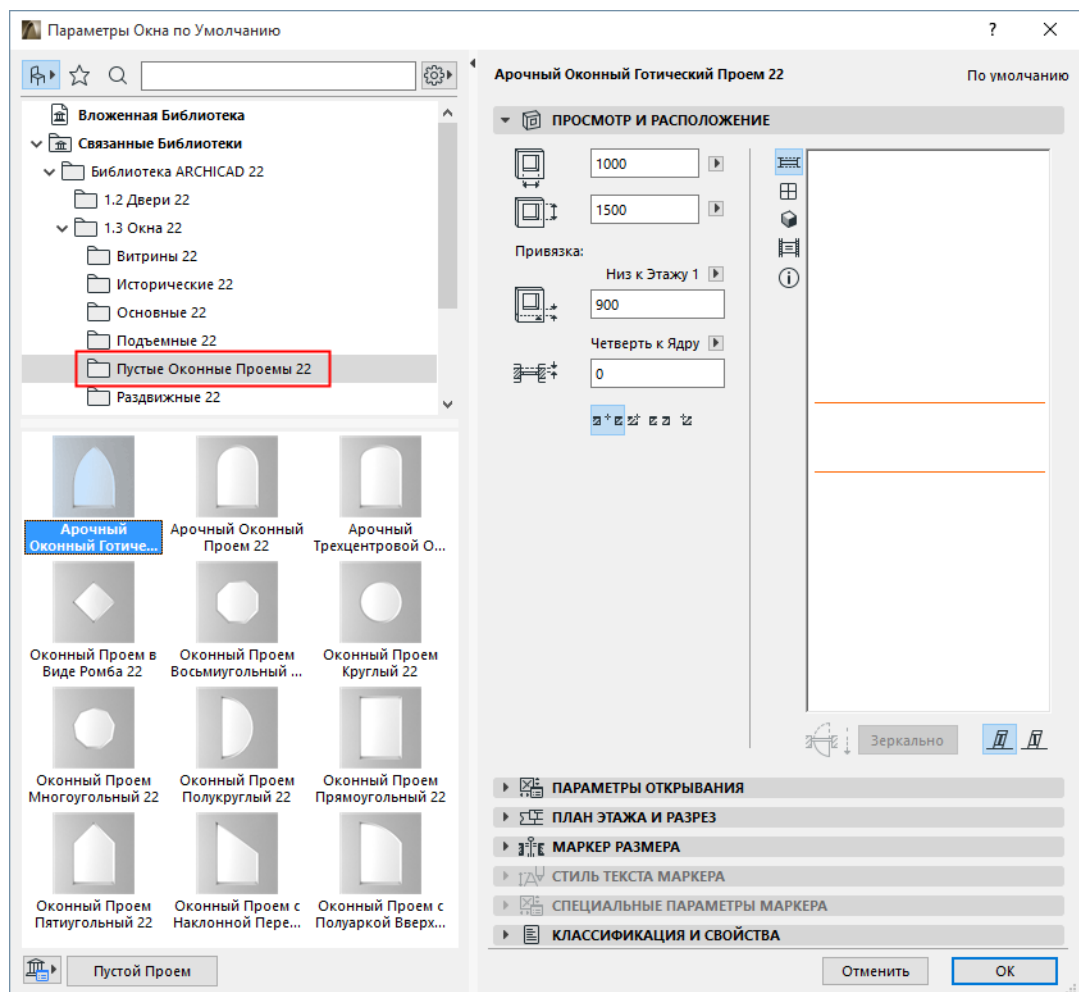 Параметры Окна по Умолчанию
?
Вложенная Библиотека
Связанные Библиотеки
Библиотека ARCHICAD 22
1.2 Двери 22
1.3 Окна 22
Витрины 22
Исторические 22
Основные 22
Подъемные 22
Пустые Оконные Проемы 22
Раздвижные 22
Арочный
Оконный Готиче...
Арочный Оконный
Проем 22
Арочный
Трехцентровой О...
Оконный Проем в
Виде Ромба 22
Оконный Проем
Восьмиугольный ...
Оконный Проем
Круглый 22
Оконный Проем
Многоугольный 22
Оконный Проем
Полукруглый 22
Оконный Проем
Прямоугольный 22
Оконный Проем
Пятиугольный 22
Оконный Проем с
Наклонной Пере...
Оконный Проем с
Полуаркой Вверх...
Пустой Проем
Арочный Оконный Готический Проем 22
По умолчанию
ПРОСМОТР И РАСПОЛОЖЕНИЕ
1000
1500
Привязка:
Низ к Этажу 1
900
Четверть к Ядру
0
Зеркально
ПАРАМЕТРЫ ОТКРЫВАНИЯ
ПЛАН ЭТАЖА И РАЗРЕЗ
МАРКЕР РАЗМЕРА
СТИЛЬ ТЕКСТА МАРКЕРА
СПЕЦИАЛЬНЫЕ ПАРАМЕТРЫ МАРКЕРА
КЛАССИФИКАЦИЯ И СВОЙСТВА
Отменить
ОК